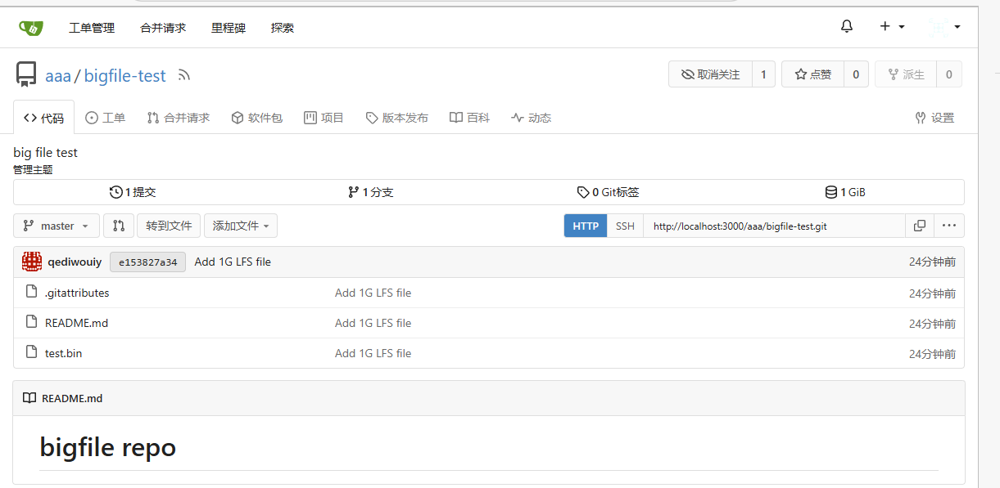 工单管理 合并请求 里程碑 探索
aaa / bigfile-test 取消关注 1 点赞 0 派生 0
代码 工单 合并请求 软件包 项目 版本发布 百科 动态 设置
big file test
管理主题
1 提交 1 分支 0 Git标签 1 GiB
master 转到文件 添加文件 HTTP SSH http://localhost:3000/aaa/bigfile-test.git
qediwouiy e153827a34 Add 1G LFS file 24分钟前
.gitattributes Add 1G LFS file 24分钟前
README.md Add 1G LFS file 24分钟前
test.bin Add 1G LFS file 24分钟前
README.md
bigfile repo